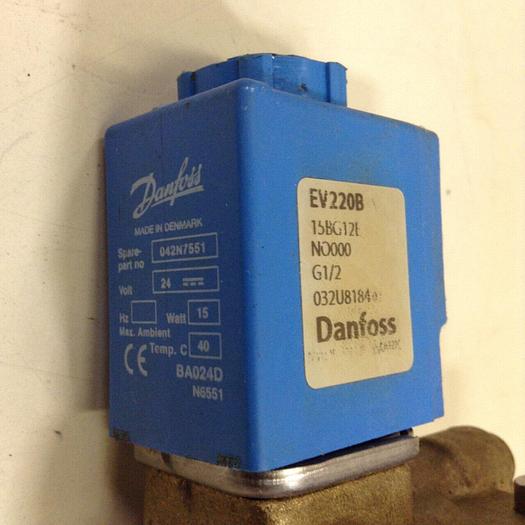 Danfoss
MADE IN DENMARK
Spare-
part no 042N7551
Volt 24
Hz Watt 15
Max. Ambient
Temp. C 40
CE
BA024D
N6551
EV220B
15BG12E
NO000
G1/2
032U8184
Danfoss